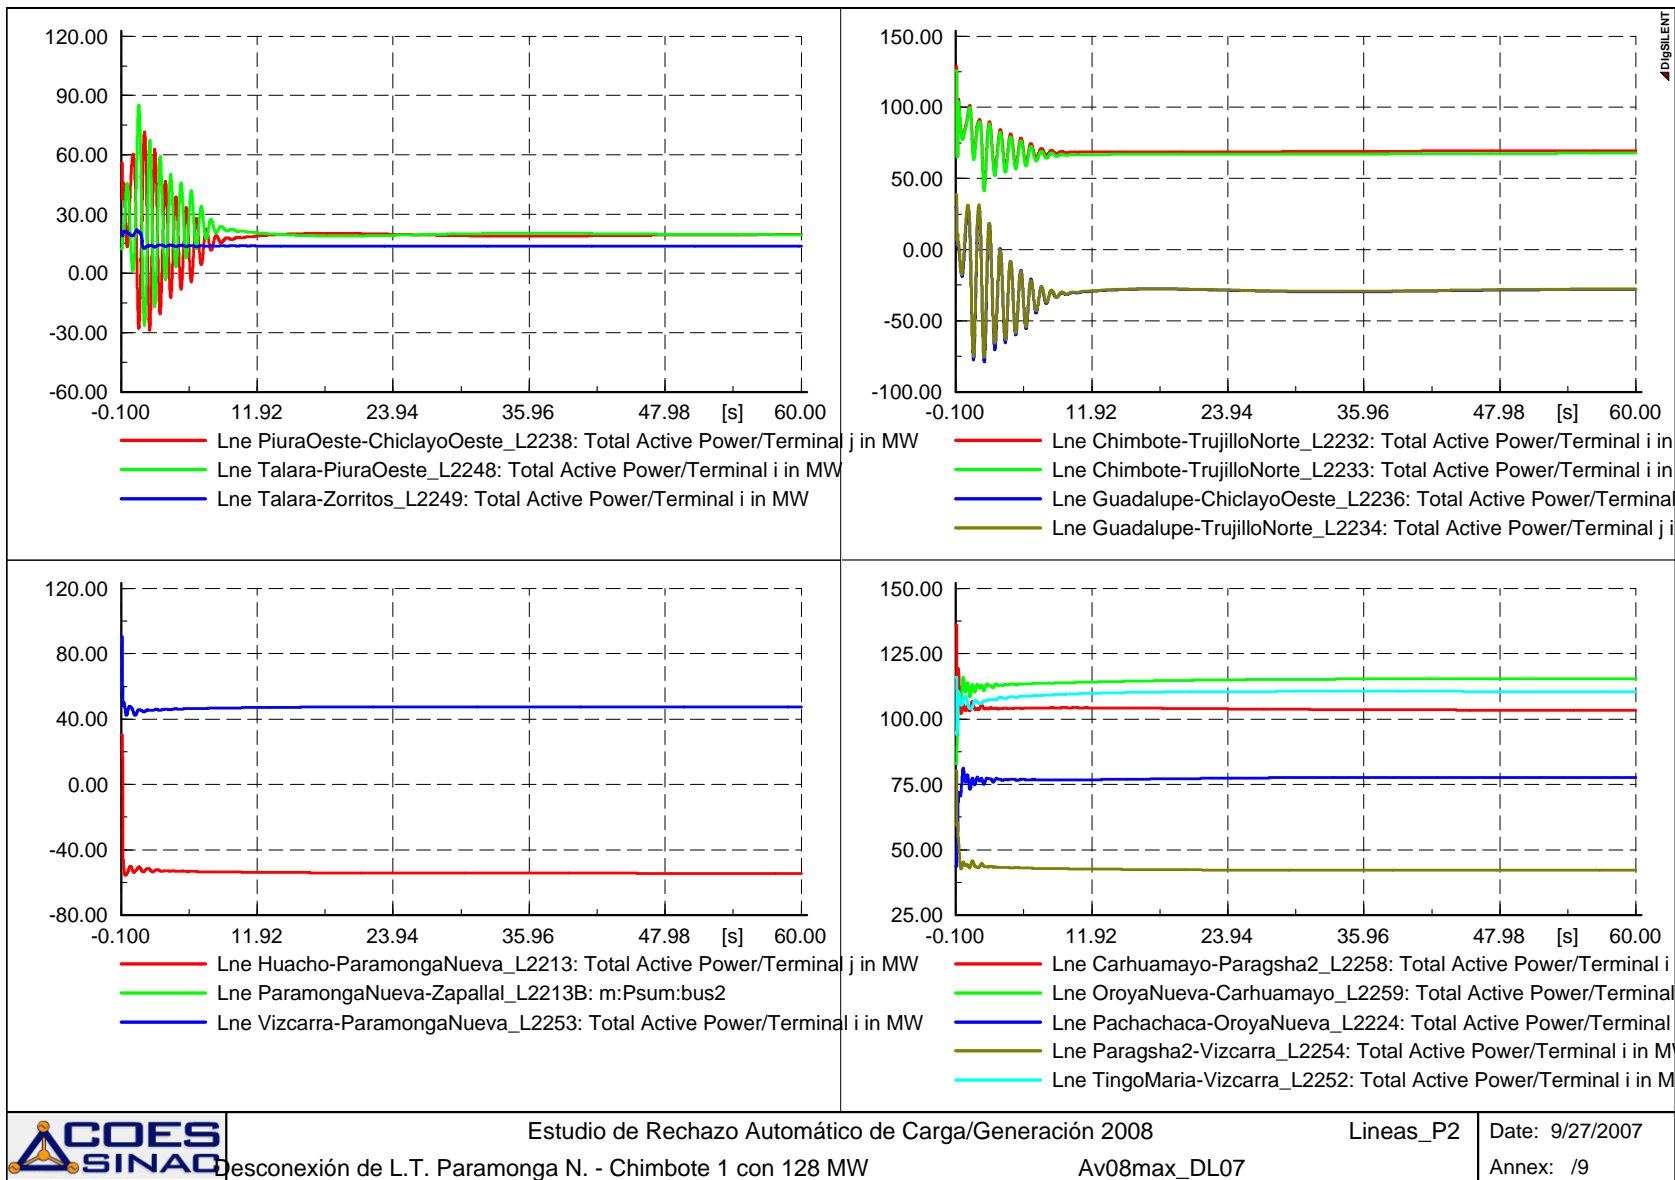 DIgSILENT
120.00
90.00
60.00
30.00
0.00
-30.00
-60.00
-0.100 11.92 23.94 35.96 47.98 [s] 60.00
Lne PiuraOeste-ChiclayoOeste_L2238: Total Active Power/Terminal j in MW
Lne Talara-PiuraOeste_L2248: Total Active Power/Terminal i in MW
Lne Talara-Zorritos_L2249: Total Active Power/Terminal i in MW
150.00
100.00
50.00
0.00
-50.00
-100.00
-0.100 11.92 23.94 35.96 47.98 [s] 60.00
Lne Chimbote-TrujilloNorte_L2232: Total Active Power/Terminal i in
Lne Chimbote-TrujilloNorte_L2233: Total Active Power/Terminal i in
Lne Guadalupe-ChiclayoOeste_L2236: Total Active Power/Terminal
Lne Guadalupe-TrujilloNorte_L2234: Total Active Power/Terminal j i
120.00
80.00
40.00
0.00
-40.00
-80.00
-0.100 11.92 23.94 35.96 47.98 [s] 60.00
Lne Huacho-ParamongaNueva_L2213: Total Active Power/Terminal j in MW
Lne ParamongaNueva-Zapallal_L2213B: m:Psum:bus2
Lne Vizcarra-ParamongaNueva_L2253: Total Active Power/Terminal i in MW
150.00
125.00
100.00
75.00
50.00
25.00
-0.100 11.92 23.94 35.96 47.98 [s] 60.00
Lne Carhuamayo-Paragsha2_L2258: Total Active Power/Terminal i
Lne OroyaNueva-Carhuamayo_L2259: Total Active Power/Terminal
Lne Pachachaca-OroyaNueva_L2224: Total Active Power/Terminal
Lne Paragsha2-Vizcarra_L2254: Total Active Power/Terminal i in M
Lne TingoMaria-Vizcarra_L2252: Total Active Power/Terminal i in M
COES
SINAC
Estudio de Rechazo Automático de Carga/Generación 2008 Lineas_P2
Desconexión de L.T. Paramonga N. - Chimbote 1 con 128 MW Av08max_DL07
Date: 9/27/2007
Annex: /9